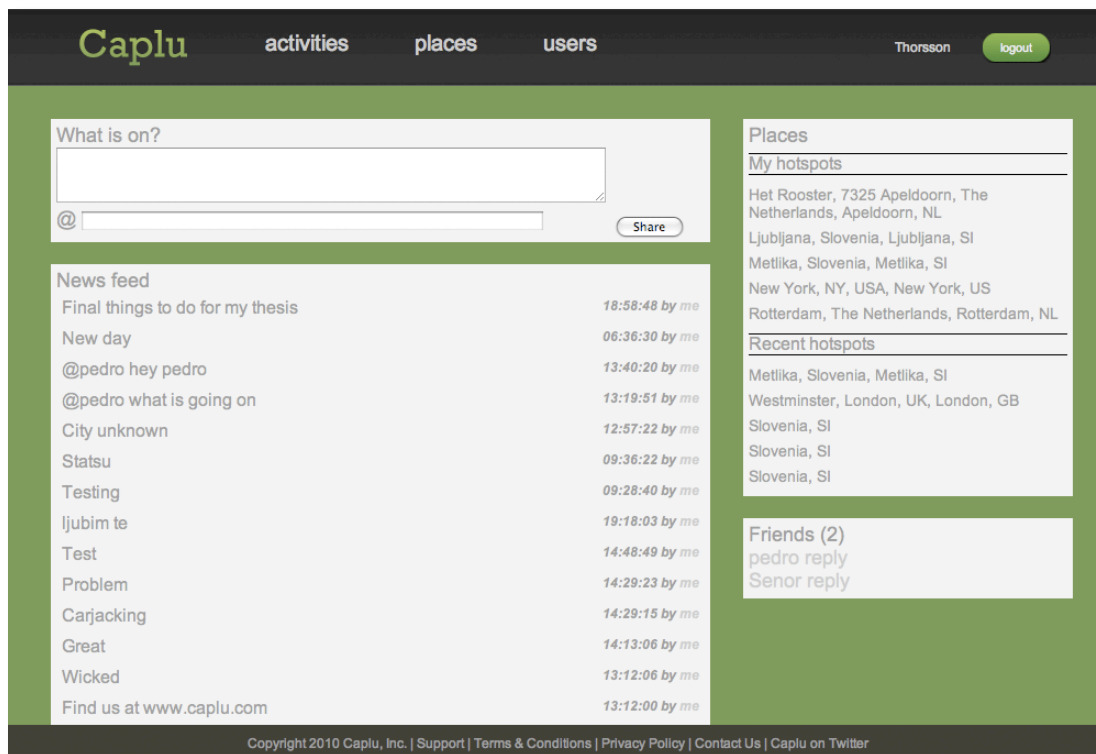 Caplu activities places users Thorsson logout
What is on?
@ Share
News feed
Final things to do for my thesis 18:58:48 by me
New day 06:36:30 by me
@pedro hey pedro 13:40:20 by me
@pedro what is going on 13:19:51 by me
City unknown 12:57:22 by me
Statsu 09:36:22 by me
Testing 09:28:40 by me
ljubim te 19:18:03 by me
Test 14:48:49 by me
Problem 14:29:23 by me
Carjacking 14:29:15 by me
Great 14:13:06 by me
Wicked 13:12:06 by me
Find us at www.caplu.com 13:12:00 by me
Places
My hotspots
Het Rooster, 7325 Apeldoorn, The
Netherlands, Apeldoorn, NL
Ljubljana, Slovenia, Ljubljana, SI
Metlika, Slovenia, Metlika, SI
New York, NY, USA, New York, US
Rotterdam, The Netherlands, Rotterdam, NL
Recent hotspots
Metlika, Slovenia, Metlika, SI
Westminster, London, UK, London, GB
Slovenia, SI
Slovenia, SI
Slovenia, SI
Friends (2)
pedro reply
Senor reply
Copyright 2010 Caplu, Inc. | Support | Terms & Conditions | Privacy Policy | Contact Us | Caplu on Twitter